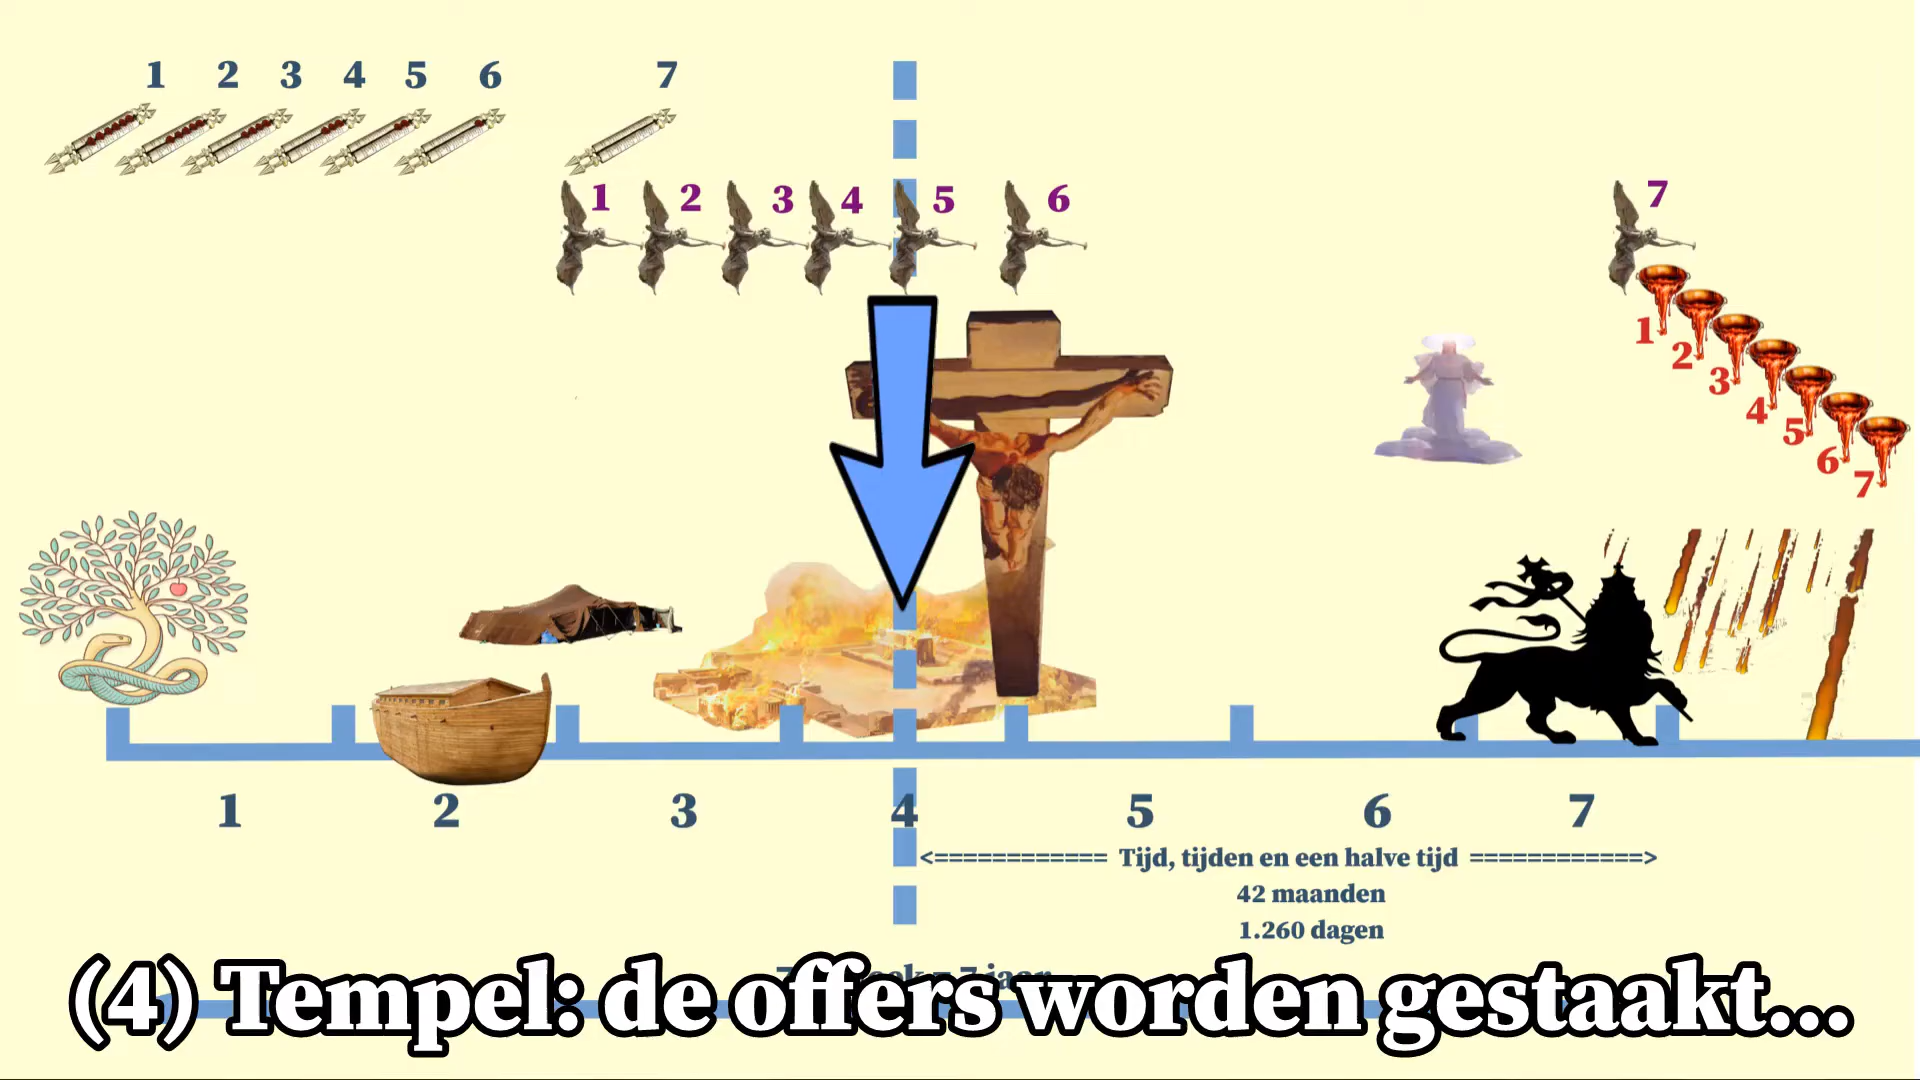 1 2 3 4 5 6 7
1 2 3 4 5 6 7
1
2
3
4
5
6
7
1 2 3 4 5 6 7
<============ Tijd, tijden en een halve tijd ============>
42 maanden
1.260 dagen
(4) Tempel: de offers worden gestaakt...